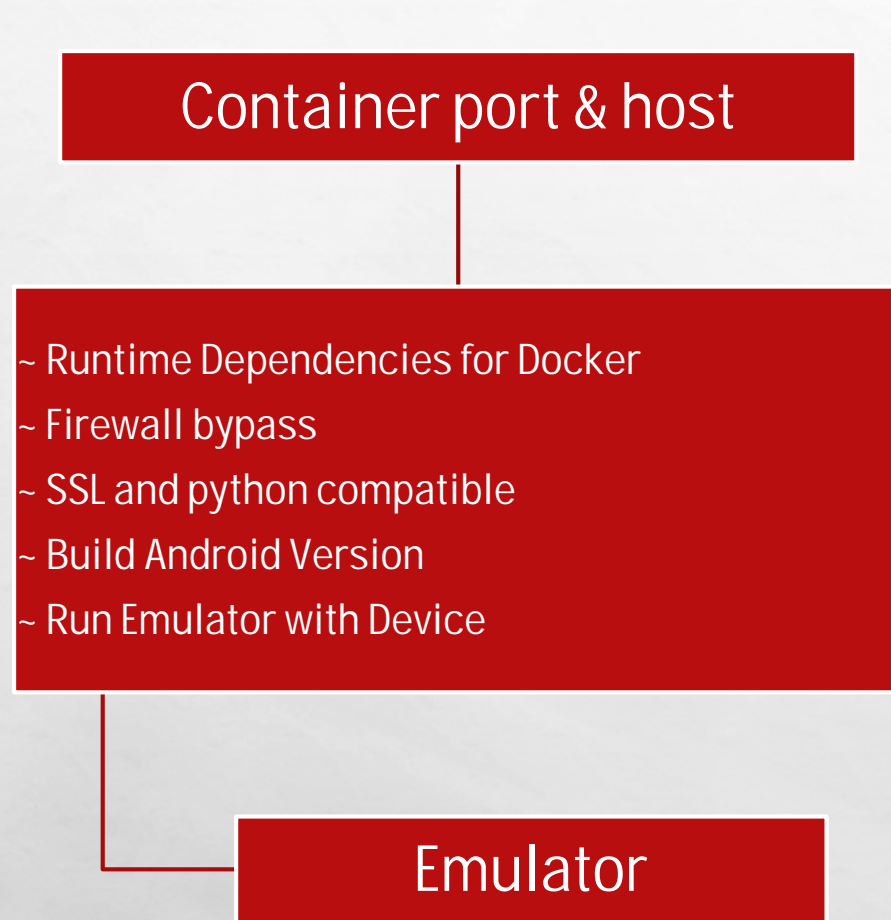 Container port & host
~ Runtime Dependencies for Docker
~ Firewall bypass
~ SSL and python compatible
~ Build Android Version
~ Run Emulator with Device
Emulator